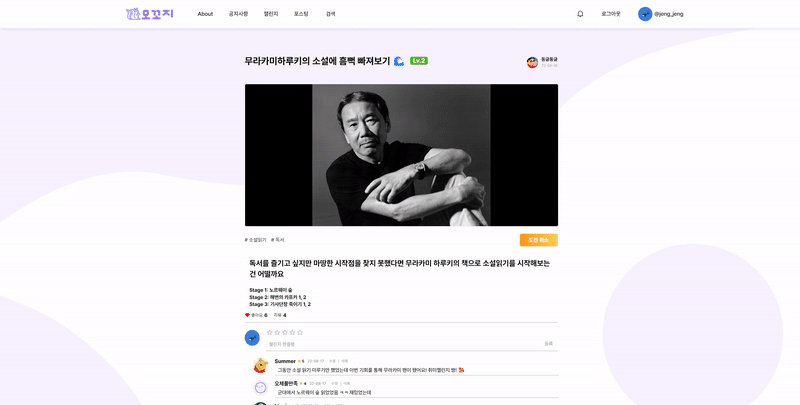 모꼬지
About 공지사항 챌린지 포스팅 검색 로그아웃 @jeng_jeng
무라카미하루키의 소설에 흠뻑 빠져보기 Lv.2
동글동글
# 소설읽기 # 독서
도전 취소
독서를 즐기고 싶지만 마땅한 시작점을 찾지 못했다면 무라카미 하루키의 책으로 소설읽기를 시작해보는
건 어떨까요
Stage 1: 노르웨이 숲
Stage 2: 해변의 카프카 1, 2
Stage 3: 기사단장 죽이기 1, 2
좋아요 6 리뷰 4
챌린지 한줄평 등록
Summer 5 22-08-17 수정 | 삭제
그동안 소설 읽기 미루기만 했었는데 이번 기회를 통해 무라카미 팬이 됐어요! 취미챌린지 짱!
오채불만족 4 22-08-17 수정 | 삭제
군대에서 노르웨이 숲 읽었었음 ㅋㅋ 재밌었는데